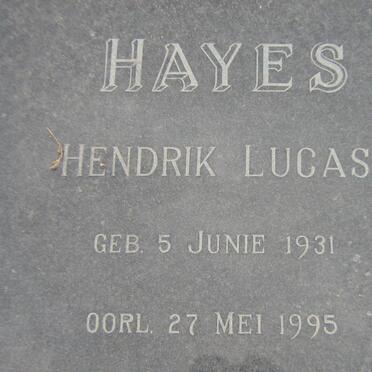 HAYES
HENDRIK LUCAS
GEB. 5 JUNIE 1931
OORL. 27 MEI 1995